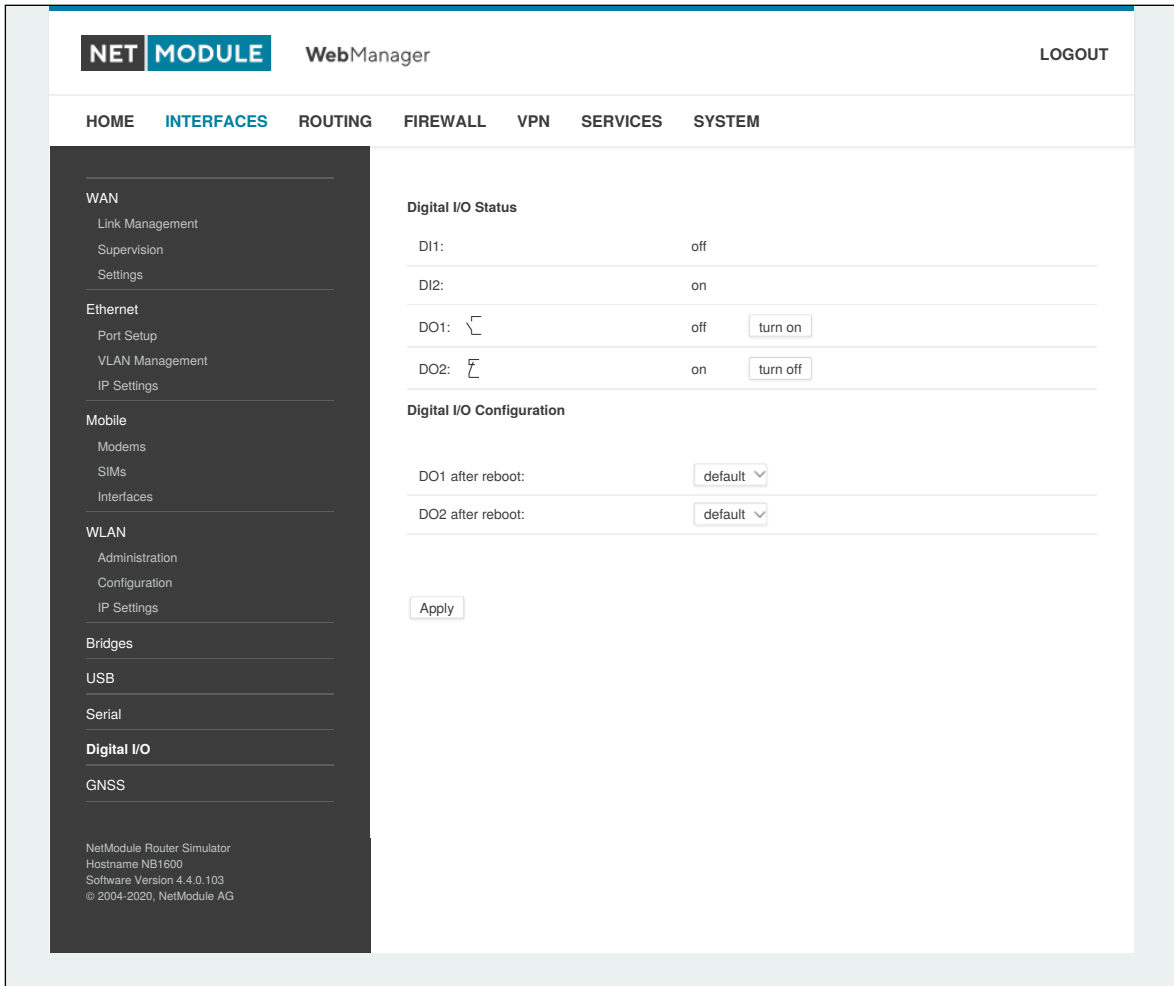 NET MODULE WebManager LOGOUT
HOME INTERFACES ROUTING FIREWALL VPN SERVICES SYSTEM
WAN
Link Management
Supervision
Settings
Ethernet
Port Setup
VLAN Management
IP Settings
Mobile
Modems
SIMs
Interfaces
WLAN
Administration
Configuration
IP Settings
Bridges
USB
Serial
Digital I/O
GNSS
NetModule Router Simulator
Hostname NB1600
Software Version 4.4.0.103
© 2004-2020, NetModule AG
Digital I/O Status
DI1: off
DI2: on
DO1: off turn on
DO2: on turn off
Digital I/O Configuration
DO1 after reboot: default
DO2 after reboot: default
Apply